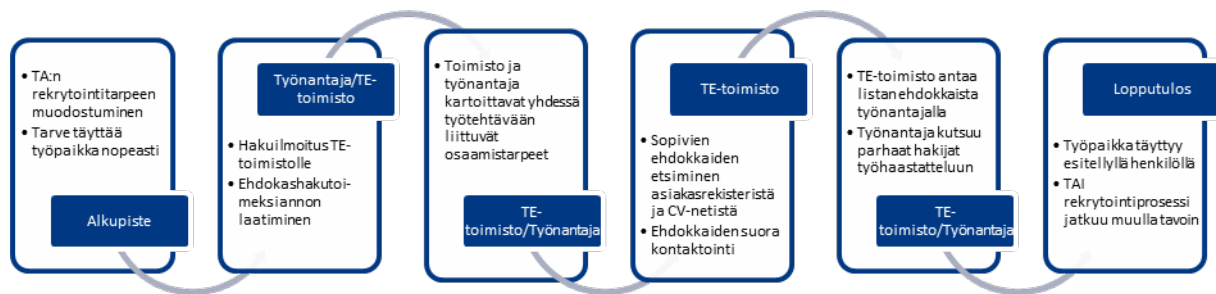 • TA:n
rekrytointitarpeen
muodostuminen
• Tarve täyttää
työpaikka nopeasti
Alkupiste
Työnantaja/TE-
toimisto
• Hakuilmoitus TE-
toimistolle
• Ehdokashakutoi-
meksiannon
laatiminen
• Toimisto ja
työnantaja
kartoittavat yhdessä
työtehtävään
liittuvät
osaamistarpeet
TE-
toimisto/Työnantaja
TE-toimisto
• Sopivien
ehdokkaiden
etsiminen
asiakasrekisteristä
ja CV-netistä
• Ehdokkaiden suora
kontaktointi
• TE-toimisto antaa
listan ehdokkaista
työnantajalla
• Työnantaja kutsuu
parhaat hakijat
työhaastatteluun
TE-
toimisto/Työnantaja
Lopputulos
• Työpaikka täyttyy
esitellyllä henkilöllä
• TAI
rekrytointiprosessi
jatkuu muulla tavoin